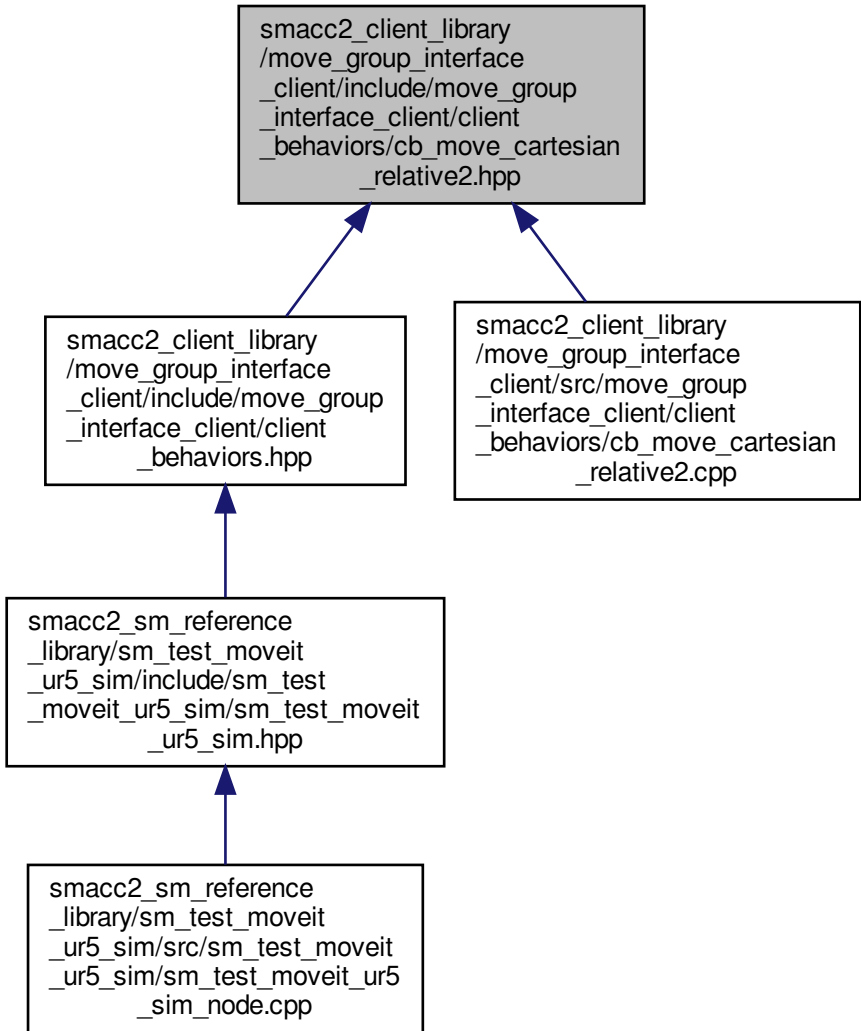 smacc2_client_library
/move_group_interface
_client/include/move_group
_interface_client/client
_behaviors/cb_move_cartesian
_relative2.hpp
smacc2_client_library
/move_group_interface
_client/include/move_group
_interface_client/client
_behaviors.hpp
smacc2_client_library
/move_group_interface
_client/src/move_group
_interface_client/client
_behaviors/cb_move_cartesian
_relative2.cpp
smacc2_sm_reference
_library/sm_test_moveit
_ur5_sim/include/sm_test
_moveit_ur5_sim/sm_test_moveit
_ur5_sim.hpp
smacc2_sm_reference
_library/sm_test_moveit
_ur5_sim/src/sm_test_moveit
_ur5_sim/sm_test_moveit_ur5
_sim_node.cpp